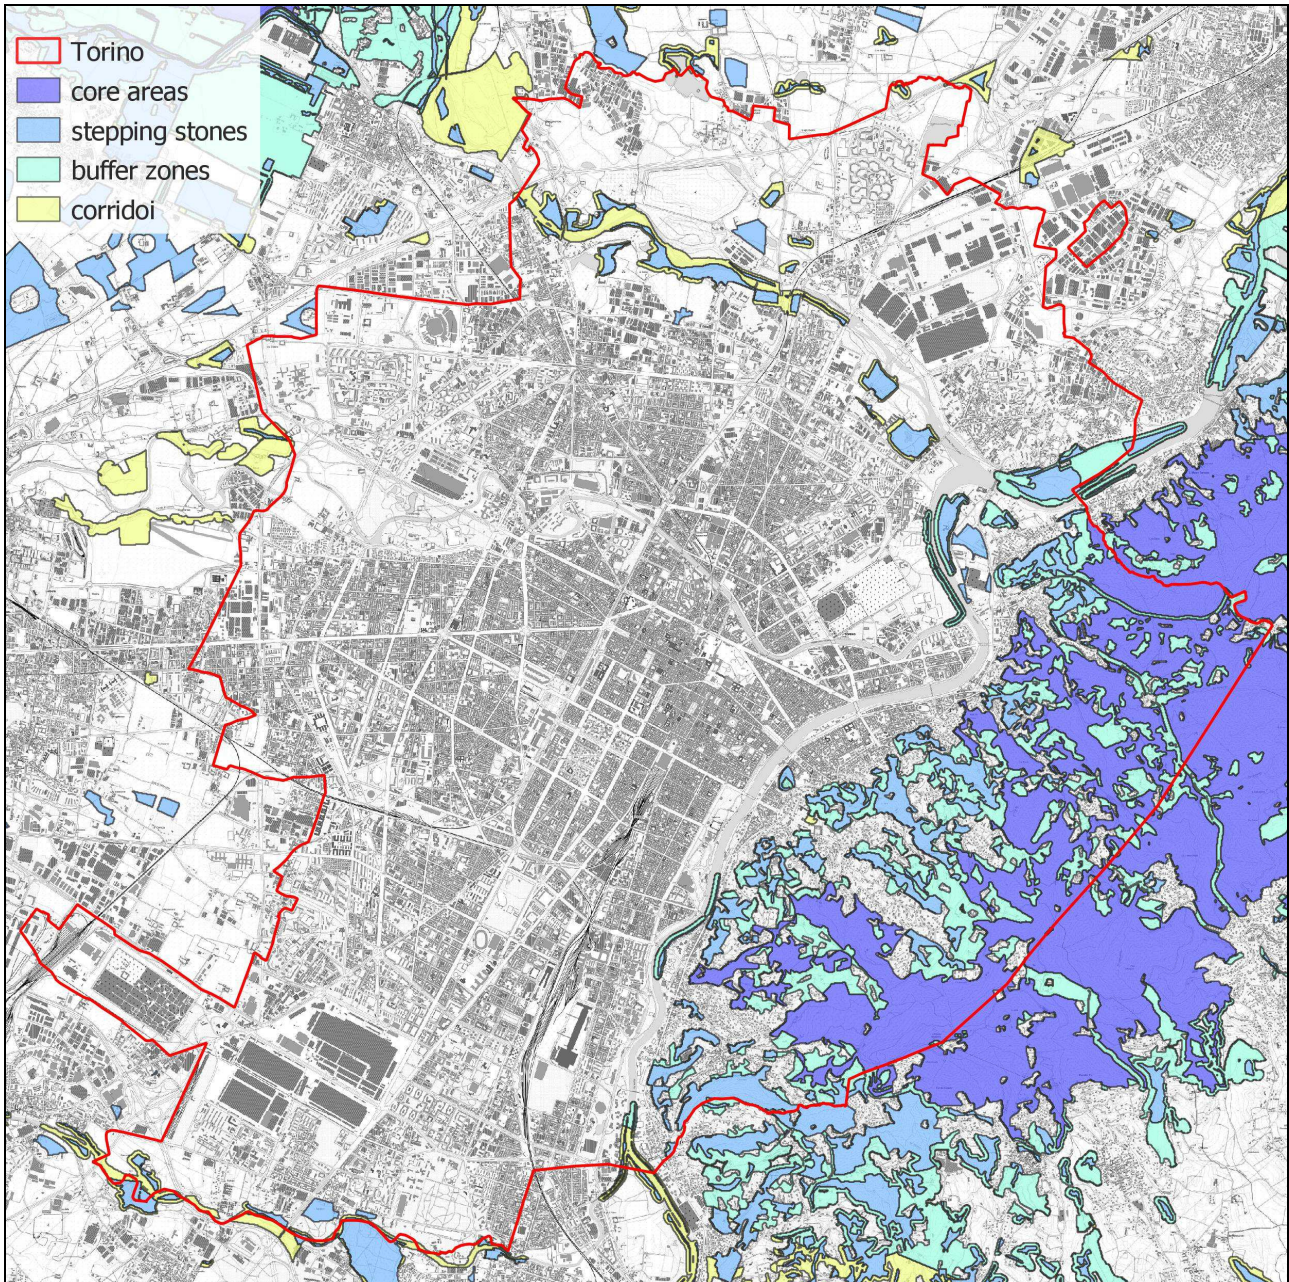 Torino
core areas
stepping stones
buffer zones
corridoi